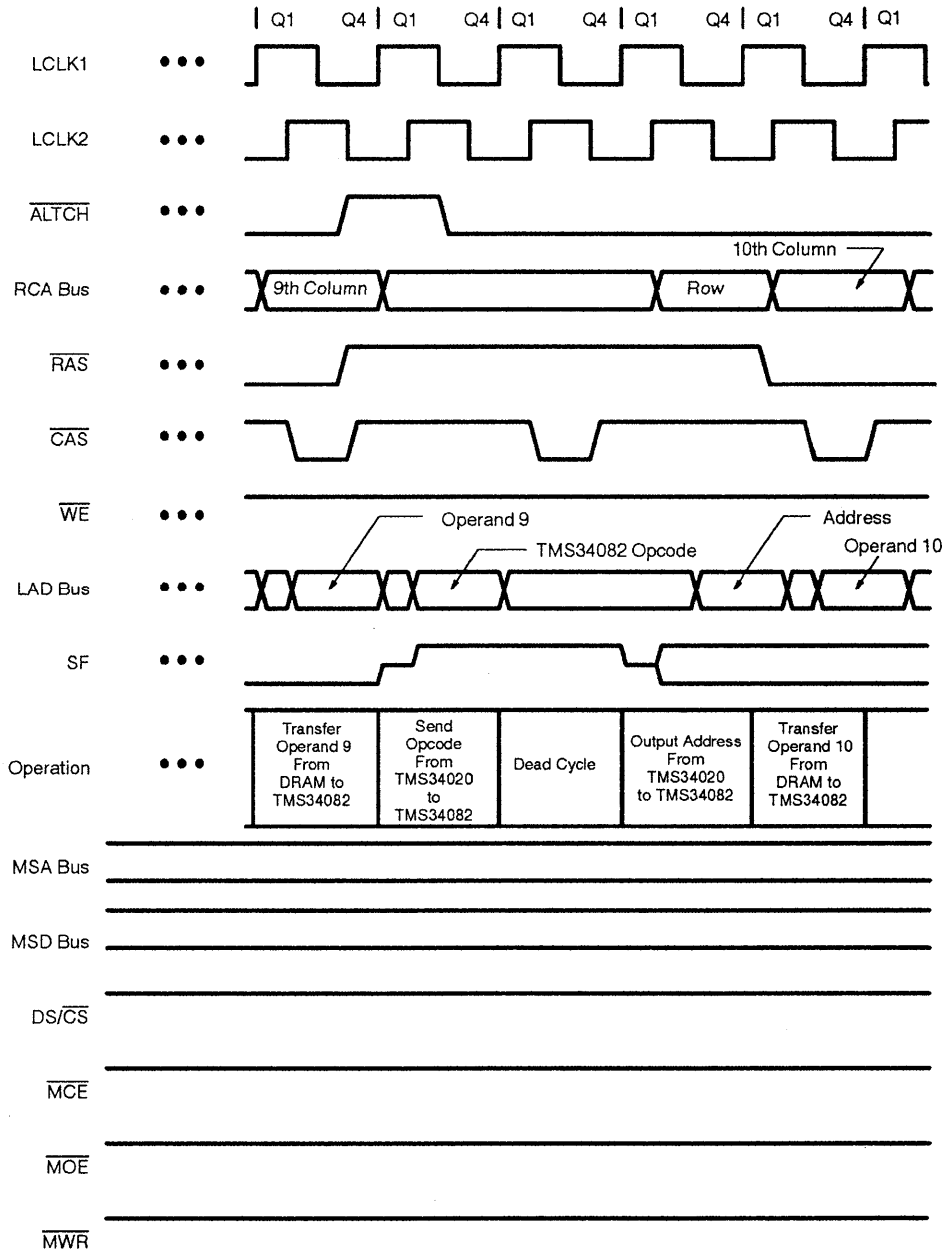 Q1 Q4 Q1 Q4 Q1 Q4 Q1 Q4 Q1 Q4 Q1
LCLK1
LCLK2
ALTCH
10th Column
RCA Bus
9th Column
Row
RAS
CAS
WE
Operand 9
Address
TMS34082 Opcode
Operand 10
LAD Bus
SF
Operation
Transfer
Operand 9
From
DRAM to
TMS34082
Send
Opcode
From
TMS34020
to
TMS34082
Dead Cycle
Output Address
From
TMS34020
to TMS34082
Transfer
Operand 10
From
DRAM to
TMS34082
MSA Bus
MSD Bus
DS/CS
MCE
MOE
MWR